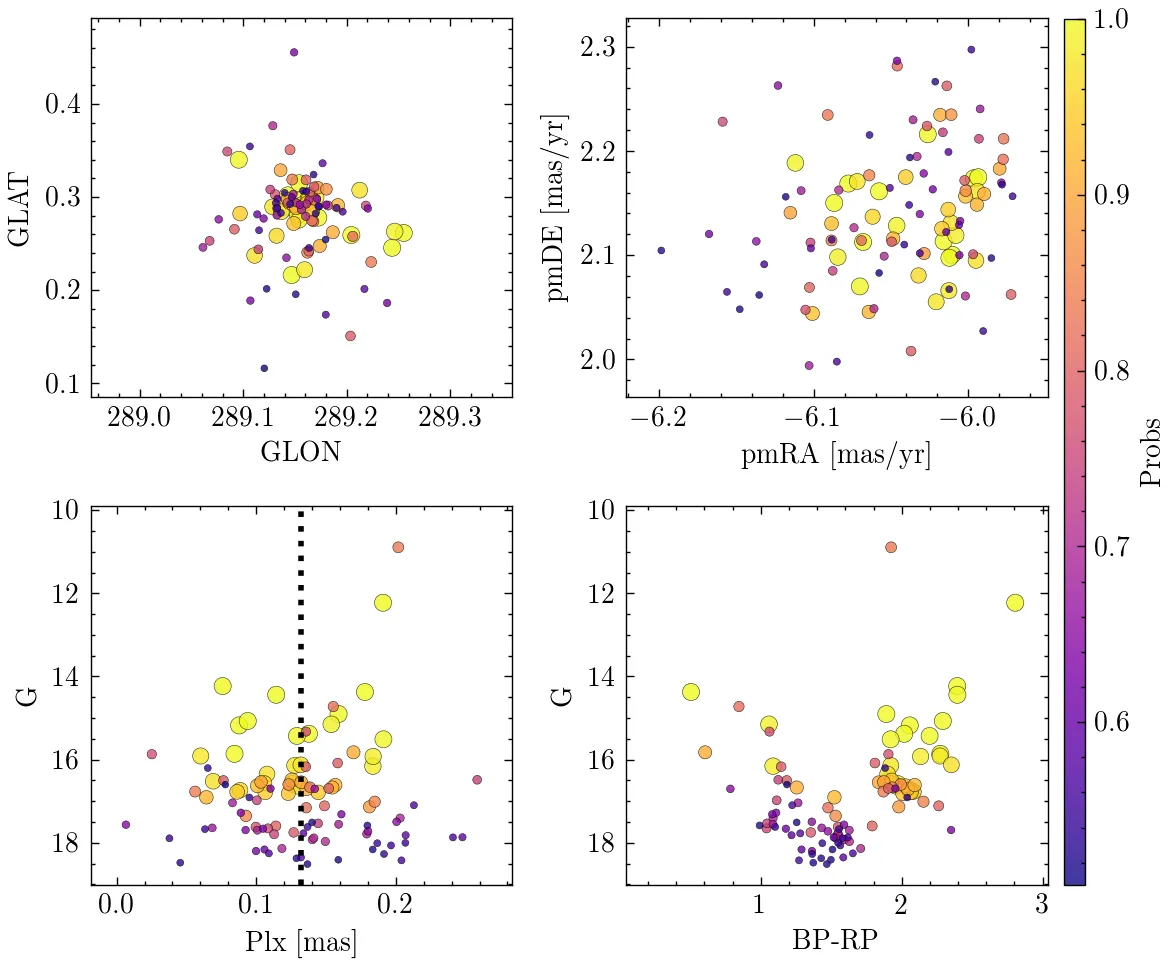 0.4
0.3
0.2
0.1
GLAT
289.0 289.1 289.2 289.3
GLON
2.3
2.2
2.1
2.0
pmDE [mas/yr]
−6.2 −6.1 −6.0
pmRA [mas/yr]
10
12
14
16
18
G
0.0 0.1 0.2
Plx [mas]
10
12
14
16
18
G
1 2 3
BP-RP
1.0
0.9
0.8
0.7
0.6
Probs